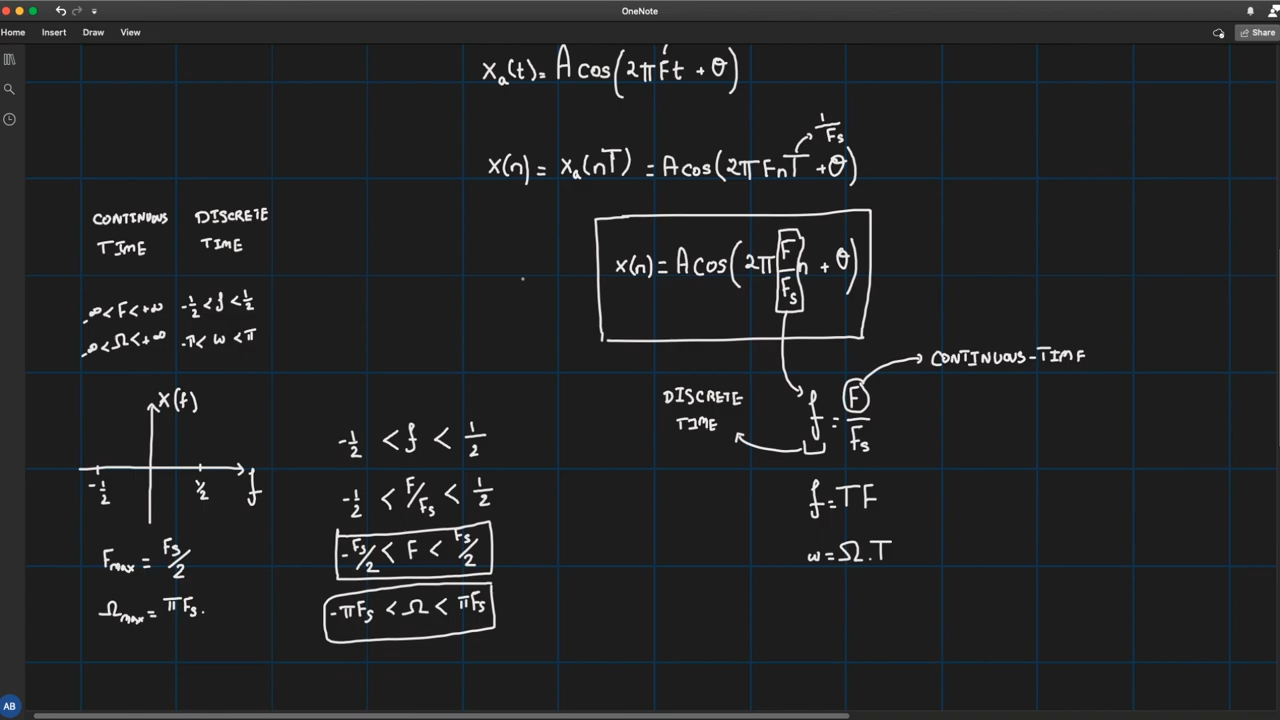 OneNote
Home Insert Draw View
Share
xₐ(t) = A cos(2πFt + θ)
1/Fs
x(n) = xₐ(nT) = A cos(2πFnT + θ)
CONTINUOUS TIME
DISCRETE TIME
x(n) = A cos(2π F/Fs n + θ)
-∞ < F < +∞
-1/2 < f < 1/2
-∞ < Ω < +∞
-π < ω < π
CONTINUOUS-TIME
DISCRETE TIME
f = F/Fs
X(f)
-1/2
1/2
f
-1/2 < f < 1/2
-1/2 < F/Fs < 1/2
-Fs/2 < F < Fs/2
-πFs < Ω < πFs
f = TF
ω = Ω.T
Fmax = Fs/2
Ωmax = πFs.
AB